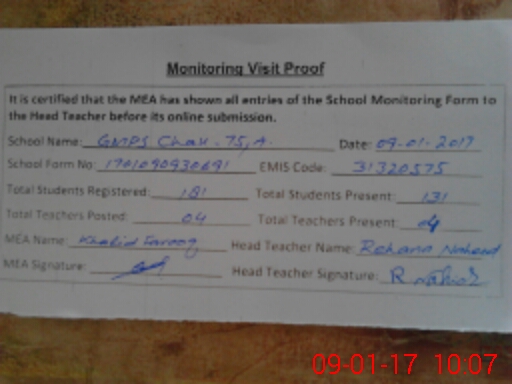 Monitoring Visit Proof
It is certified that the MEA has shown all entries of the School Monitoring Form to
the Head Teacher before its online submission.
School Name: GMPS Chak. 75, A. Date: 09-01-2017
School Form No: 1701090930691 EMIS Code: 31320575
Total Students Registered: 181 Total Students Present: 131
Total Teachers Posted: 04 Total Teachers Present: 04
MEA Name: Khalid Farooq Head Teacher Name: Rehana Naheed
MEA Signature: Head Teacher Signature: R
09-01-17 10:07